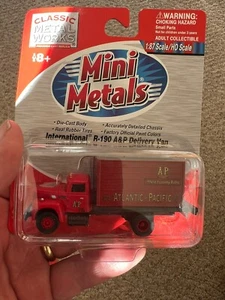 CLASSIC
METAL
WORKS
8+
Mini
Metals
WARNING:
CHOKING HAZARD
Small Parts
ADULT COLLECTIBLE
1:87 Scale/HO Scale
Die-Cast Body
Real Rubber Tires
Accurately Detailed Chassis
Factory Official Paint Colors
International R-190 A&P Delivery Van
A&P
ATLANTIC - PACIFIC